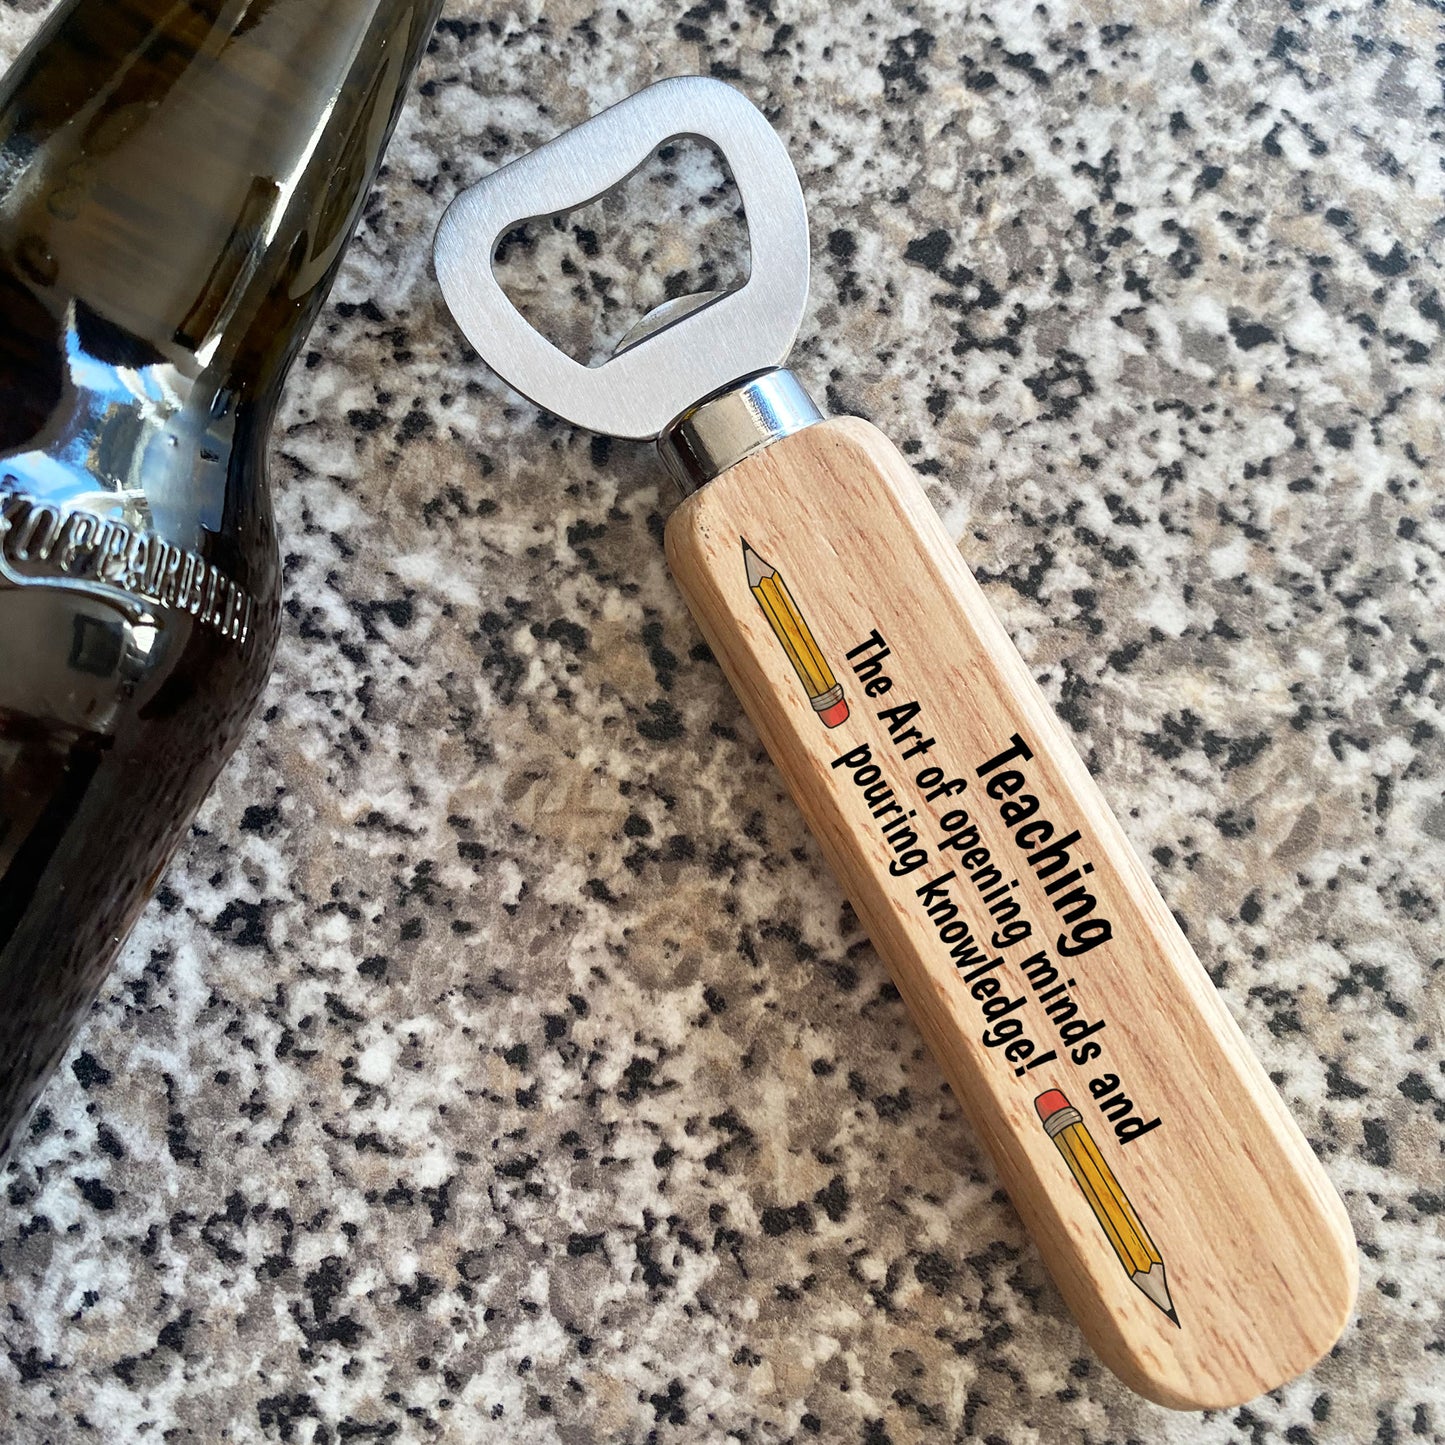 Teaching
The Art of opening minds and
pouring knowledge!